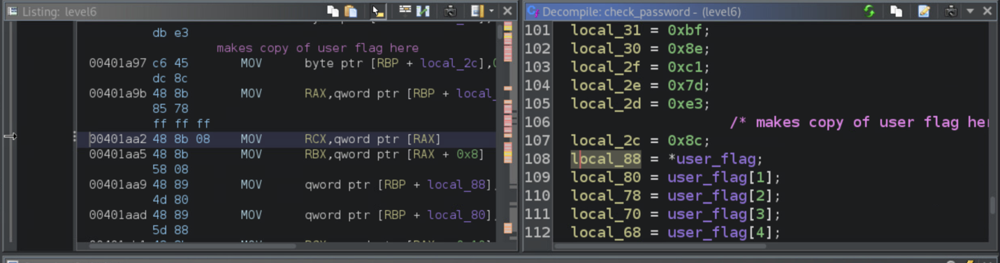 Listing: level6
db e3
makes copy of user flag here
00401a97 c6 45 MOV byte ptr [RBP + local_2c],
dc 8c
00401a9b 48 8b MOV RAX,qword ptr [RBP + local_
85 78
ff ff ff
00401aa2 48 8b 08 MOV RCX,qword ptr [RAX]
00401aa5 48 8b MOV RBX,qword ptr [RAX + 0x8]
58 08
00401aa9 48 89 MOV qword ptr [RBP + local_88],
4d 80
00401aad 48 89 MOV qword ptr [RBP + local_80],
5d 88
Decompile: check_password - (level6)
101 local_31 = 0xbf;
102 local_30 = 0x8e;
103 local_2f = 0xc1;
104 local_2e = 0x7d;
105 local_2d = 0xe3;
106 /* makes copy of user flag her
107 local_2c = 0x8c;
108 local_88 = *user_flag;
109 local_80 = user_flag[1];
110 local_78 = user_flag[2];
111 local_70 = user_flag[3];
112 local_68 = user_flag[4];